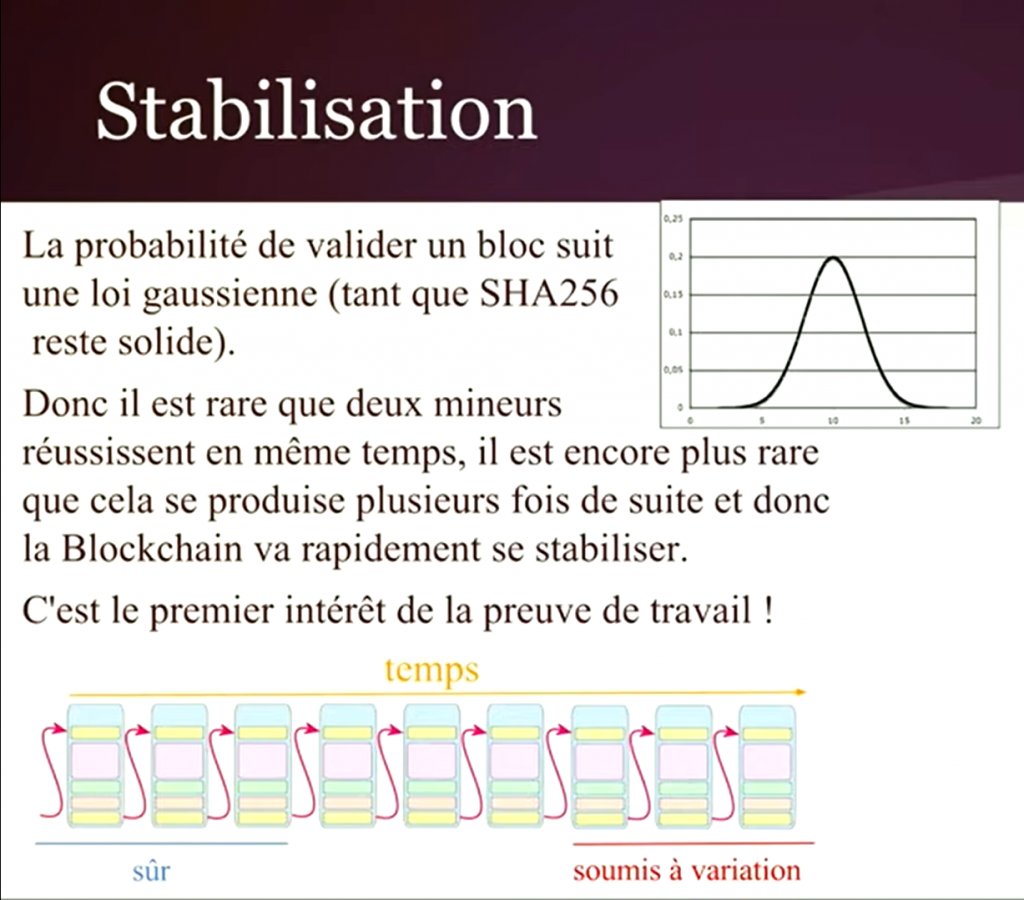 Stabilisation
La probabilité de valider un bloc suit
une loi gaussienne (tant que SHA256
reste solide).
Donc il est rare que deux mineurs
réussissent en même temps, il est encore plus rare
que cela se produise plusieurs fois de suite et donc
la Blockchain va rapidement se stabiliser.
C'est le premier intérêt de la preuve de travail !
0,25
0,2
0,15
0,1
0,05
0
0 5 10 15 20
temps
sûr
soumis à variation